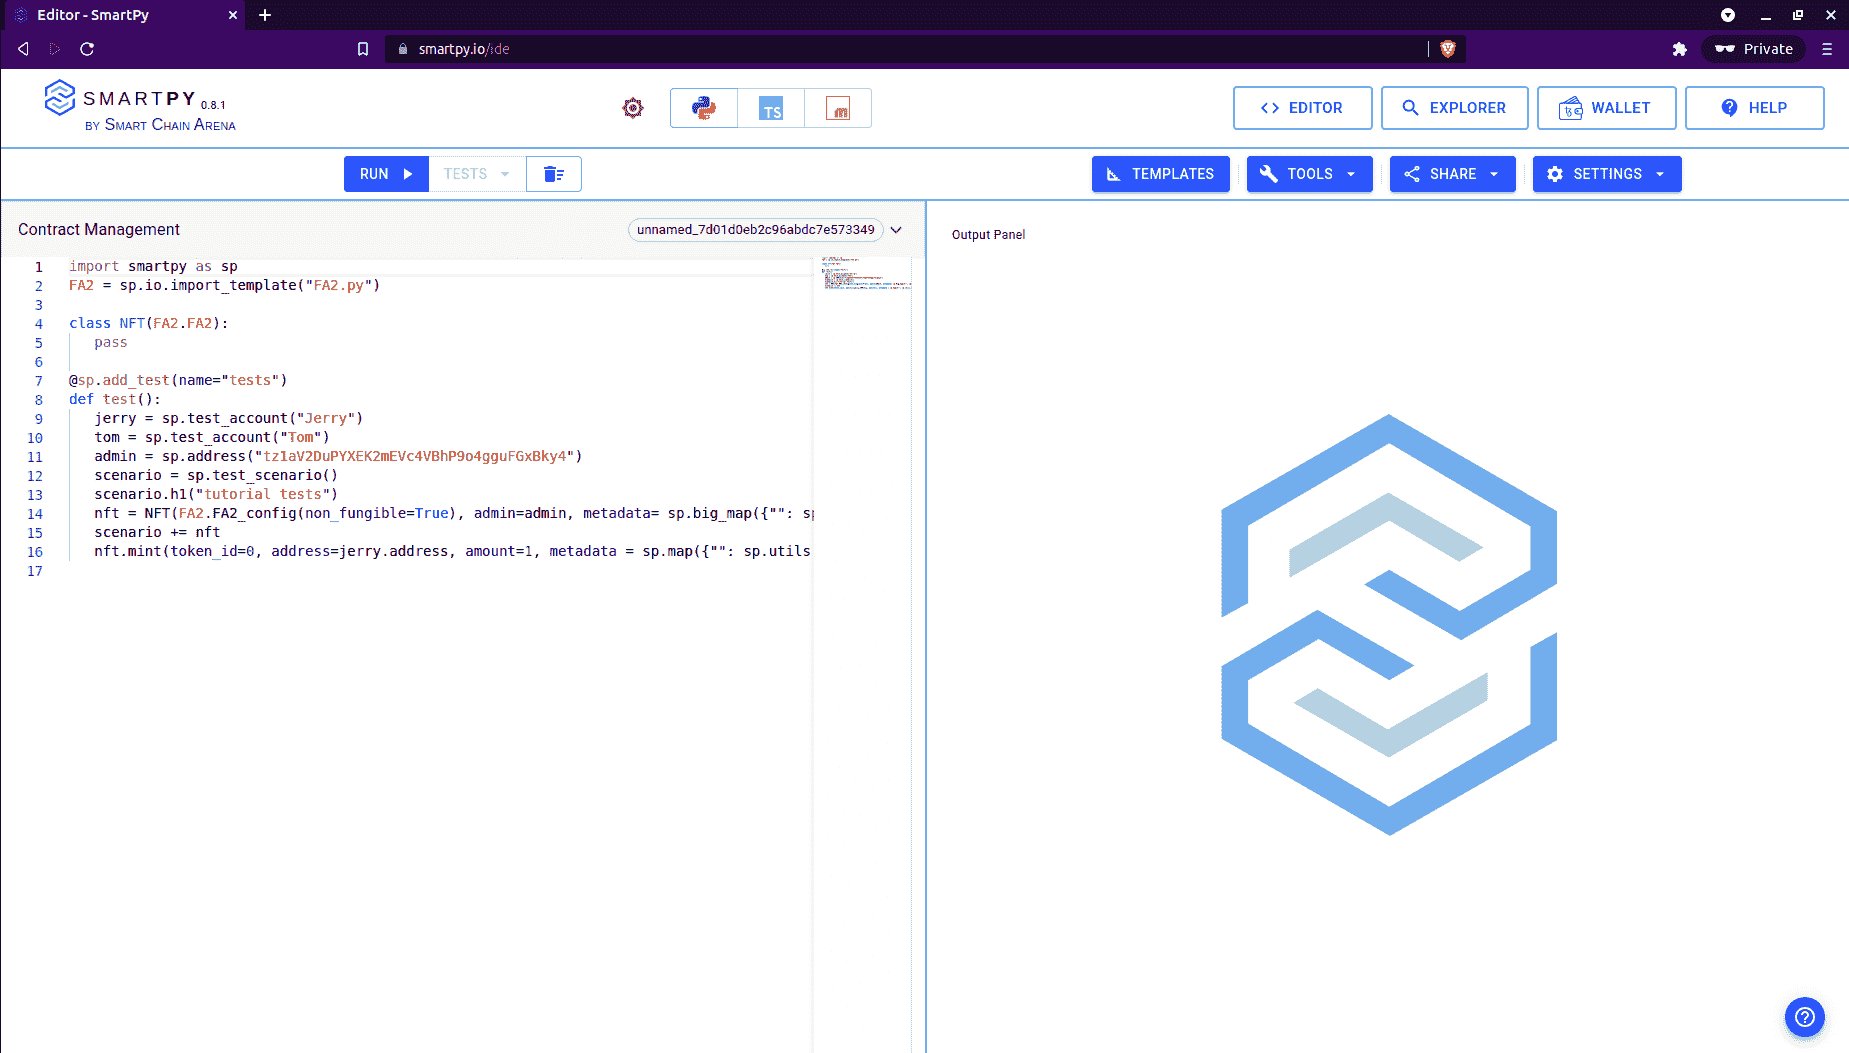 Editor - SmartPy
smartpy.io/ide
Private
SMARTPY 0.8.1
BY SMART CHAIN ARENA
TS
m
EDITOR
EXPLORER
WALLET
HELP
RUN
TESTS
TEMPLATES
TOOLS
SHARE
SETTINGS
Contract Management
unnamed_7d01d0eb2c96abdc7e573349
Output Panel
1 import smartpy as sp
2 FA2 = sp.io.import_template("FA2.py")
3
4 class NFT(FA2.FA2):
5 pass
6
7 @sp.add_test(name="tests")
8 def test():
9 jerry = sp.test_account("Jerry")
10 tom = sp.test_account("Tom")
11 admin = sp.address("tz1aV2DuPYXEK2mEVc4VBhP9o4gguFGxBky4")
12 scenario = sp.test_scenario()
13 scenario.h1("tutorial tests")
14 nft = NFT(FA2.FA2_config(non_fungible=True), admin=admin, metadata= sp.big_map({"": sp
15 scenario += nft
16 nft.mint(token_id=0, address=jerry.address, amount=1, metadata = sp.map({"": sp.utils
17